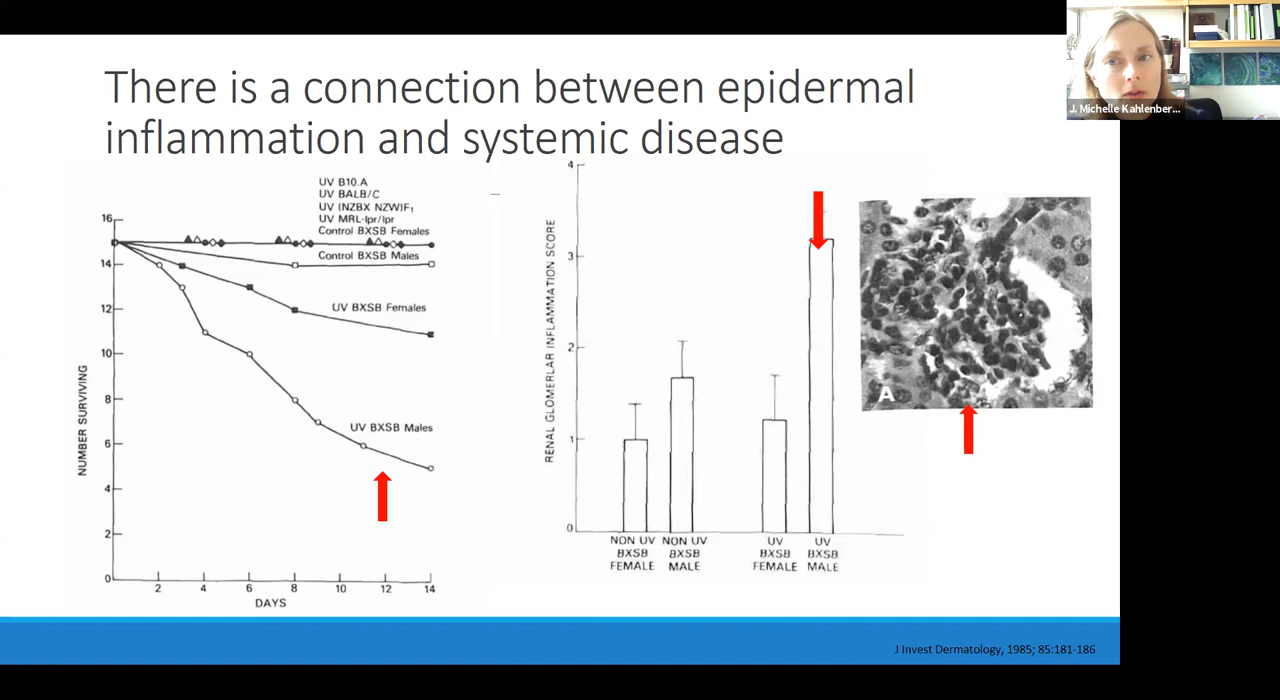 There is a connection between epidermal
inflammation and systemic disease
J. Michelle Kahlenber...
UV B10.A
UV BALB/C
UV (NZBX NZW)F₁
UV MRL-lpr/lpr
Control BXSB Females
Control BXSB Males
UV BXSB Females
UV BXSB Males
NUMBER SURVIVING
16
14
12
10
8
6
4
2
0
2 4 6 8 10 12 14
DAYS
RENAL GLOMERLAR INFLAMMATION SCORE
4
3
2
1
0
NON UV NON UV UV UV
BXSB BXSB BXSB BXSB
FEMALE MALE FEMALE MALE
A
J Invest Dermatology, 1985; 85:181-186